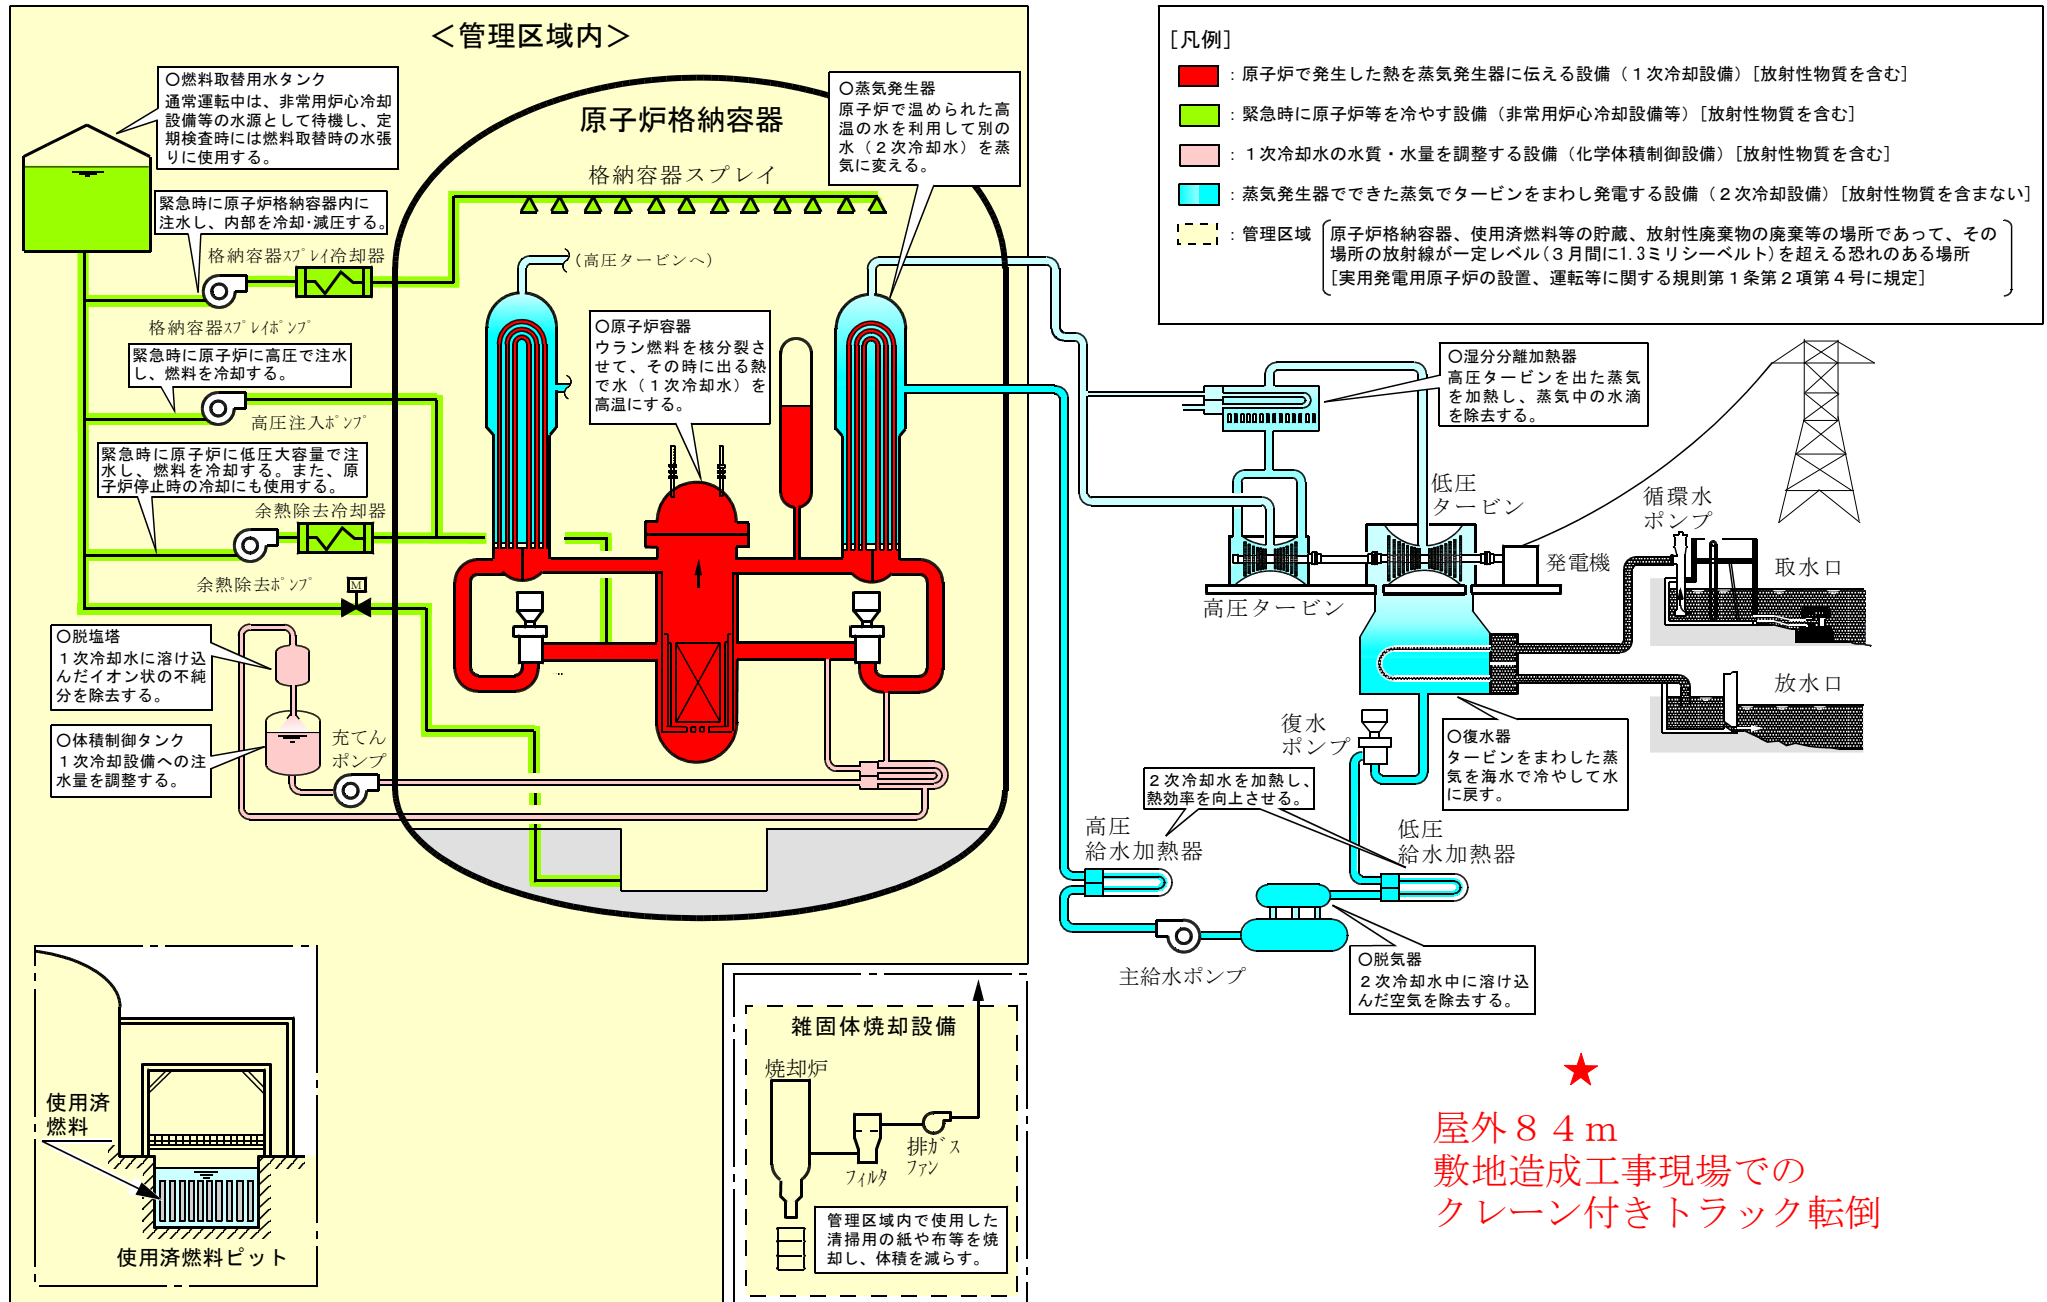 ＜管理区域内＞
○燃料取替用水タンク
通常運転中は、非常用炉心冷却
設備等の水源として待機し、定
期検査時には燃料取替時の水張
りに使用する。
緊急時に原子炉格納容器内に
注水し、内部を冷却･減圧する。
格納容器ｽﾌﾟﾚｲ冷却器
格納容器ｽﾌﾟﾚｲﾎﾟﾝﾌﾟ
緊急時に原子炉に高圧で注水
し、燃料を冷却する。
高圧注入ﾎﾟﾝﾌﾟ
緊急時に原子炉に低圧大容量で注
水し、燃料を冷却する。また、原
子炉停止時の冷却にも使用する。
余熱除去冷却器
余熱除去ﾎﾟﾝﾌﾟ
M
○脱塩塔
１次冷却水に溶け込
んだイオン状の不純
分を除去する。
○体積制御タンク
１次冷却設備への注
水量を調整する。
充てん
ポンプ
原子炉格納容器
格納容器スプレイ
(高圧タービンへ)
○蒸気発生器
原子炉で温められた高
温の水を利用して別の
水（２次冷却水）を蒸
気に変える。
○原子炉容器
ウラン燃料を核分裂さ
せて、その時に出る熱
で水（１次冷却水）を
高温にする。
使用済
燃料
使用済燃料ピット
雑固体焼却設備
焼却炉
フィルタ
排ガス
ファン
管理区域内で使用した
清掃用の紙や布等を焼
却し、体積を減らす。
［凡例］
：原子炉で発生した熱を蒸気発生器に伝える設備（１次冷却設備）［放射性物質を含む］
：緊急時に原子炉等を冷やす設備（非常用炉心冷却設備等）［放射性物質を含む］
：１次冷却水の水質・水量を調整する設備（化学体積制御設備）［放射性物質を含む］
：蒸気発生器でできた蒸気でタービンをまわし発電する設備（２次冷却設備）［放射性物質を含まない］
：管理区域
原子炉格納容器、使用済燃料等の貯蔵、放射性廃棄物の廃棄等の場所であって、その
場所の放射線が一定レベル(３月間に1.3ミリシーベルト)を超える恐れのある場所
［実用発電用原子炉の設置、運転等に関する規則第１条第２項第４号に規定］
○湿分分離加熱器
高圧タービンを出た蒸気
を加熱し、蒸気中の水滴
を除去する。
低圧
タービン
高圧タービン
発電機
循環水
ポンプ
取水口
放水口
復水
ポンプ
○復水器
タービンをまわした蒸
気を海水で冷やして水
に戻す。
２次冷却水を加熱し、
熱効率を向上させる。
高圧
給水加熱器
低圧
給水加熱器
主給水ポンプ
○脱気器
２次冷却水中に溶け込
んだ空気を除去する。
屋外８４ｍ
敷地造成工事現場での
クレーン付きトラック転倒